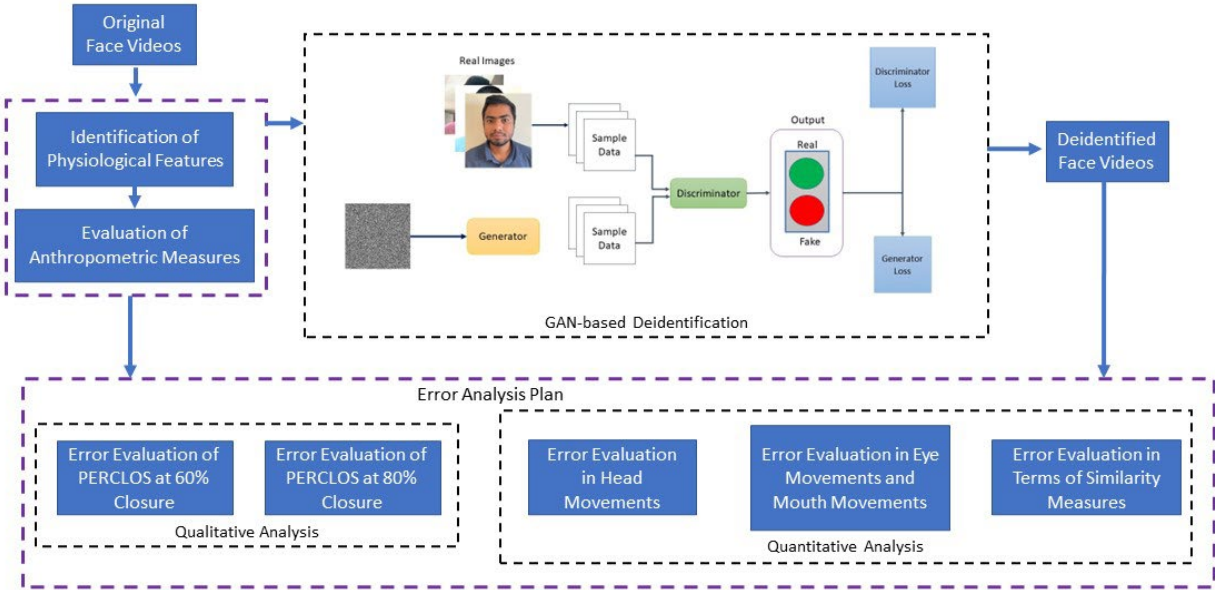 Original
Face Videos
Identification of
Physiological Features
Evaluation of
Anthropometric Measures
Real Images
Sample
Data
Generator
Sample
Data
Discriminator
Output
Real
Fake
Discriminator
Loss
Generator
Loss
GAN-based Deidentification
Deidentified
Face Videos
Error Analysis Plan
Error Evaluation of
PERCLOS at 60%
Closure
Error Evaluation of
PERCLOS at 80%
Closure
Qualitative Analysis
Error Evaluation
in Head
Movements
Error Evaluation in Eye
Movements and
Mouth Movements
Error Evaluation in
Terms of Similarity
Measures
Quantitative Analysis